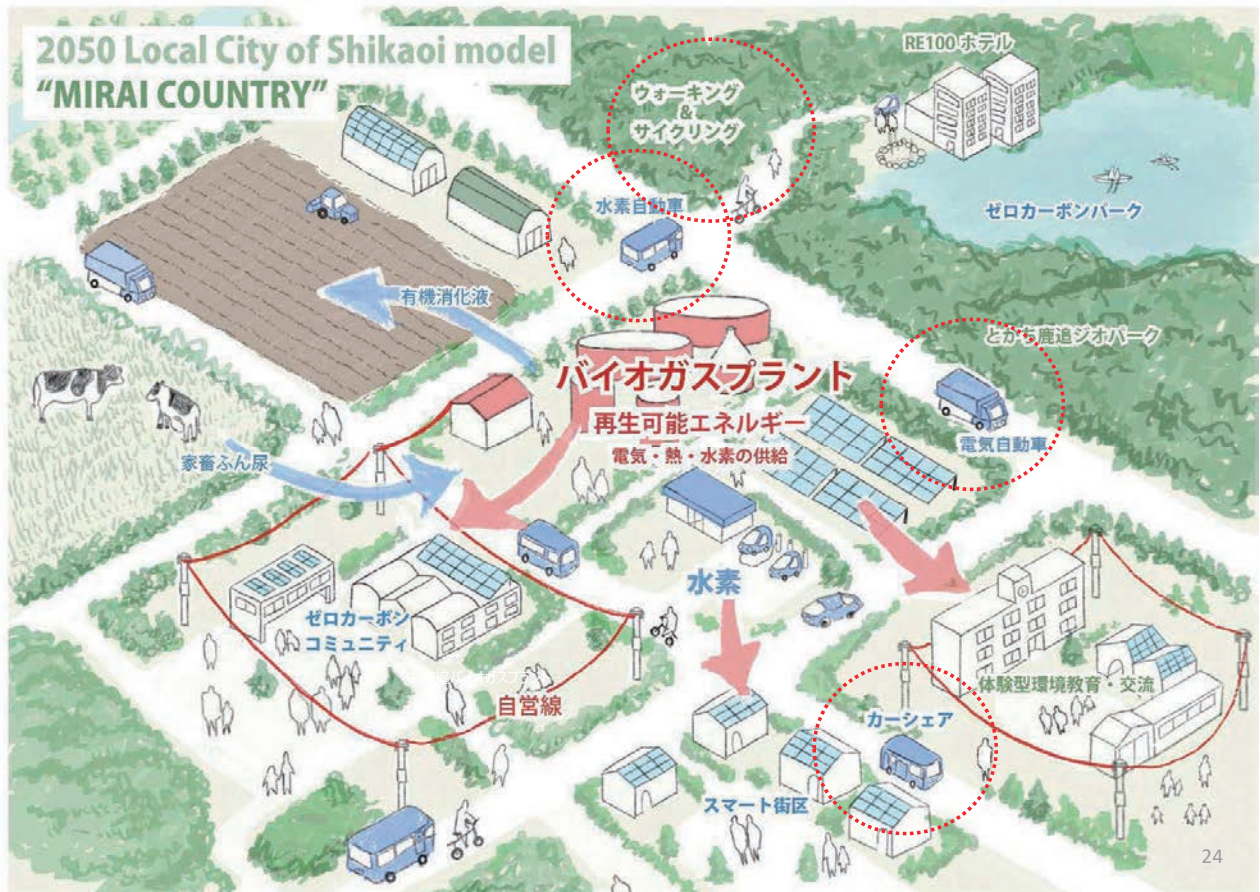 2050 Local City of Shikaoi model
“MIRAI COUNTRY”
RE100ホテル
ウォーキング
&
サイクリング
水素自動車
ゼロカーボンパーク
有機消化液
とかち鹿追ジオパーク
バイオガスプラント
再生可能エネルギー
電気・熱・水素の供給
電気自動車
家畜ふん尿
水素
ゼロカーボン
コミュニティ
自営線
体験型環境教育・交流
カーシェア
スマート街区
24